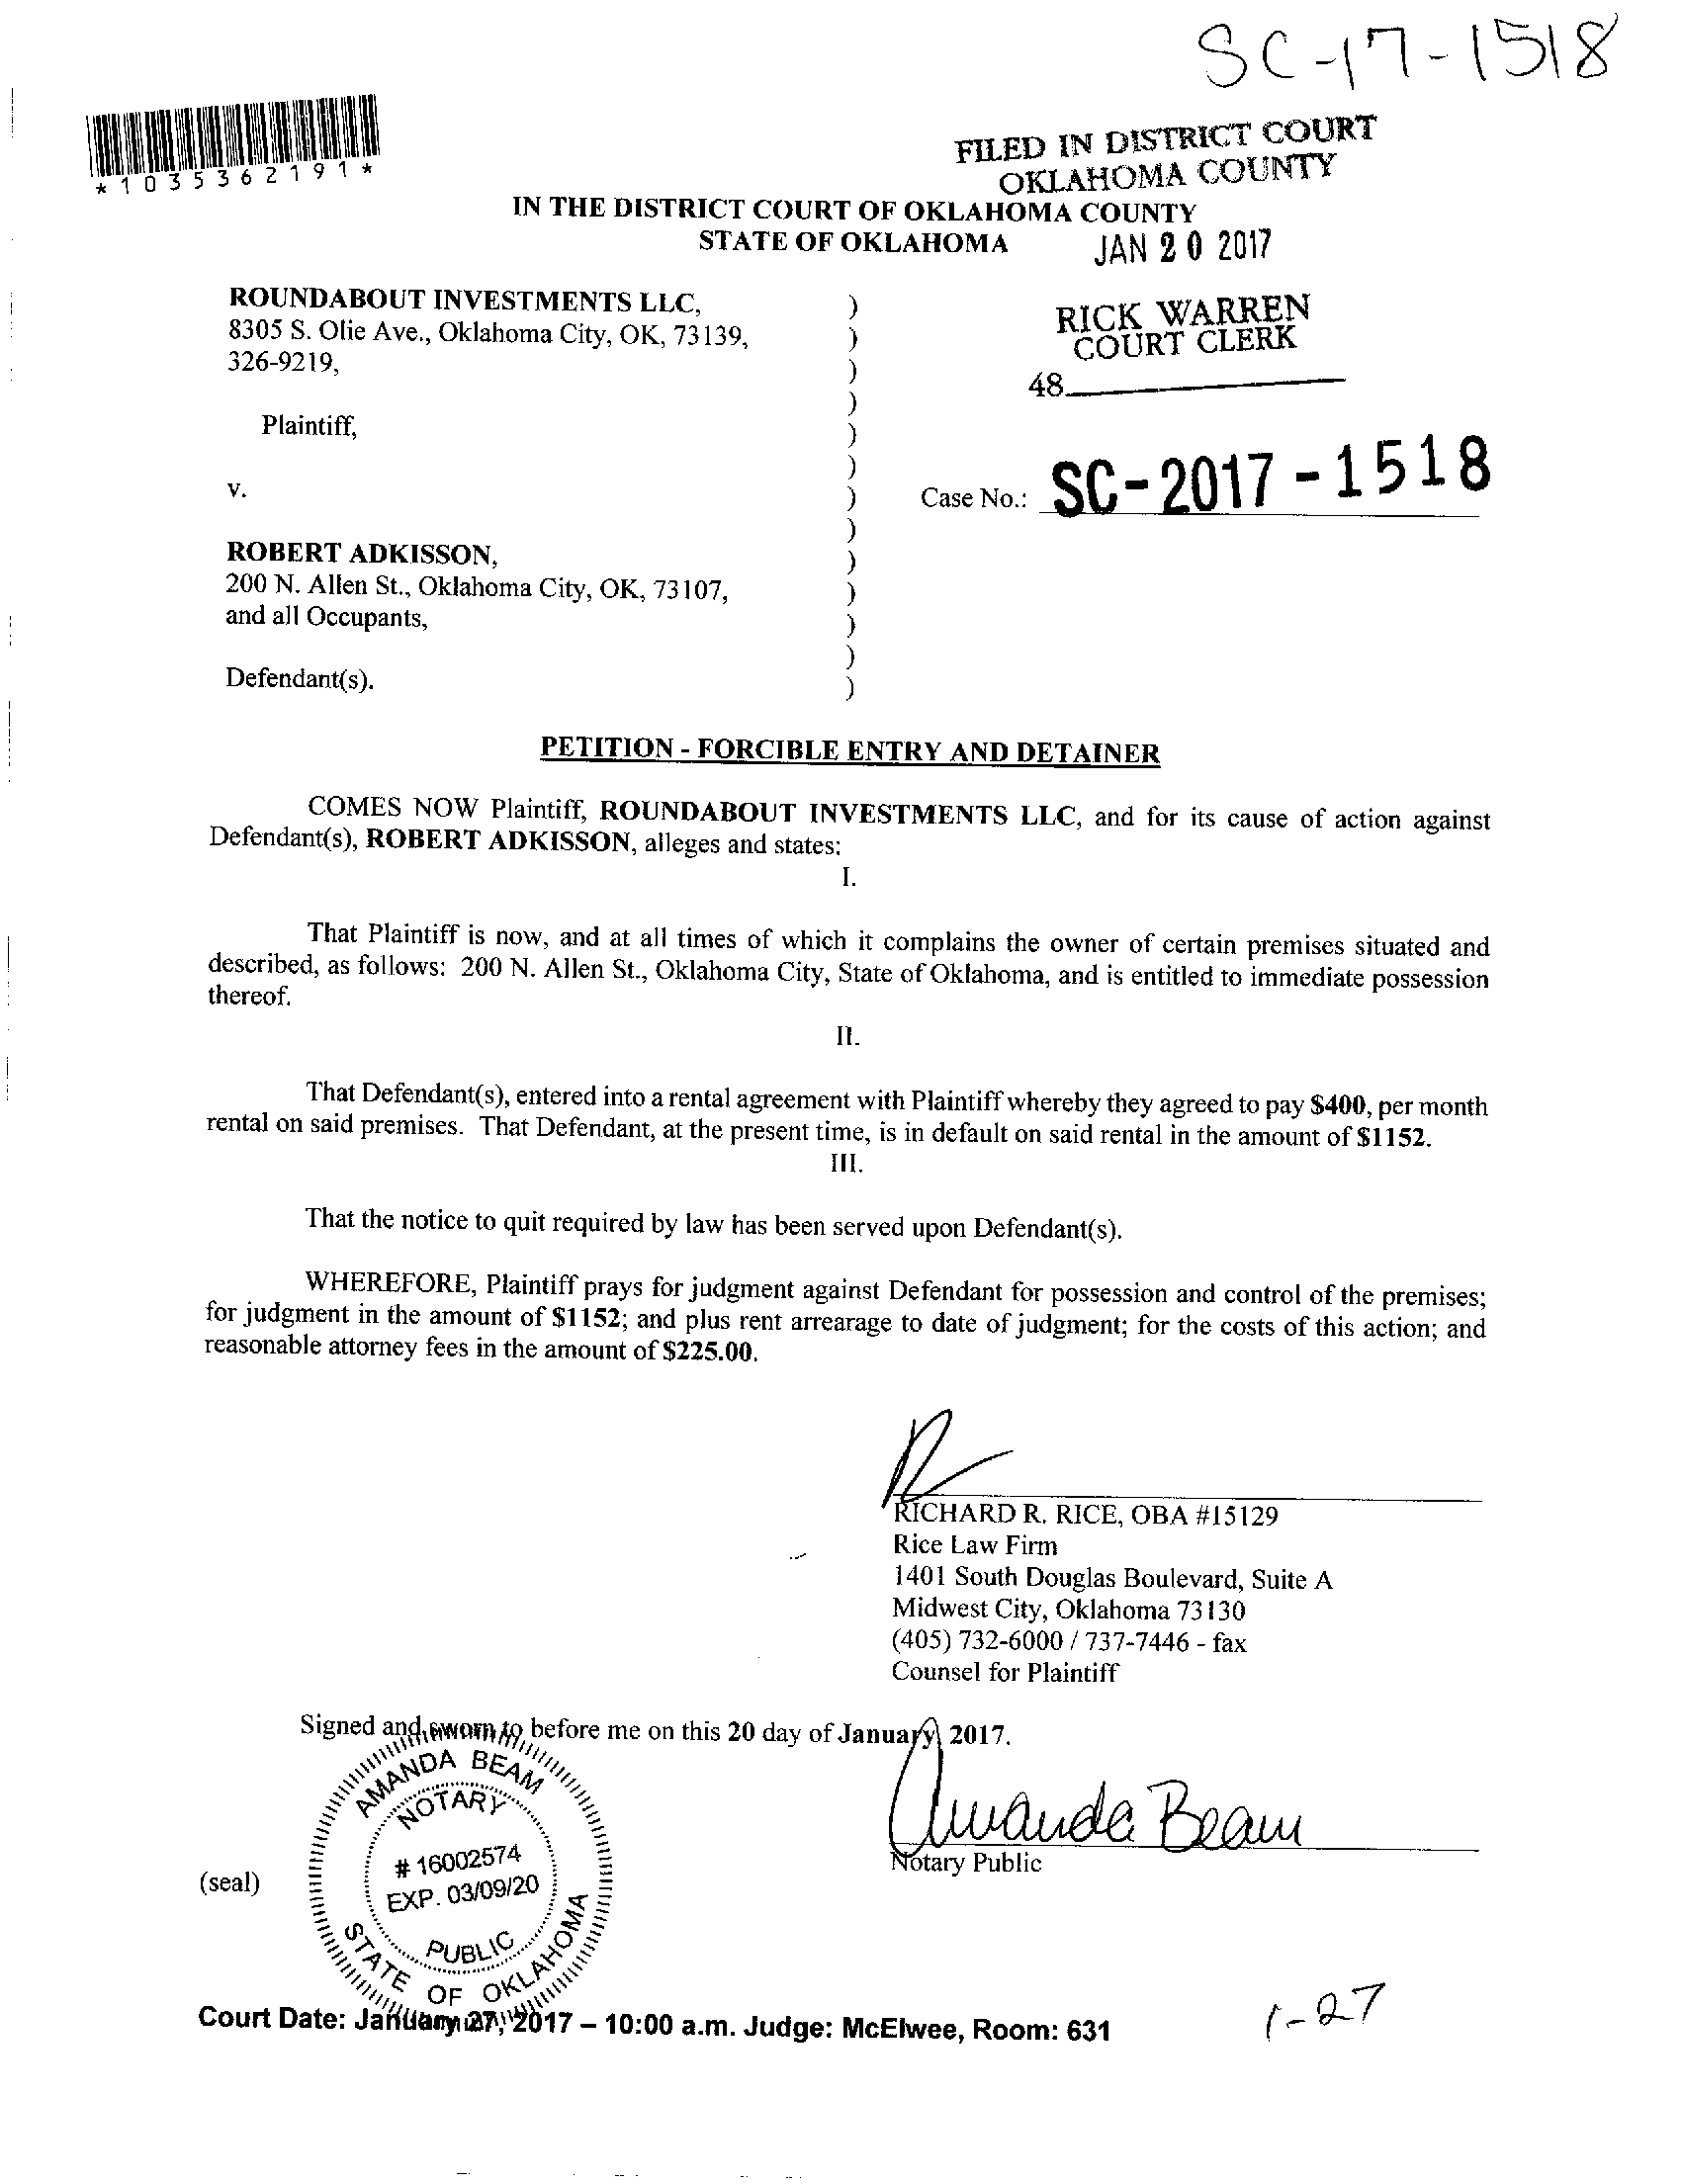 SC-17-1518
*1035362191*
FILED IN DISTRICT COURT
OKLAHOMA COUNTY
IN THE DISTRICT COURT OF OKLAHOMA COUNTY
STATE OF OKLAHOMA
JAN 20 2017
ROUNDABOUT INVESTMENTS LLC, )
8305 S. Olie Ave., Oklahoma City, OK, 73139, )
326-9219, )
)
Plaintiff, )
)
v. )
)
ROBERT ADKISSON, )
200 N. Allen St., Oklahoma City, OK, 73107, )
and all Occupants, )
)
Defendant(s). )
RICK WARREN
COURT CLERK
48
Case No.: SC-2017-1518
PETITION - FORCIBLE ENTRY AND DETAINER
COMES NOW Plaintiff, ROUNDABOUT INVESTMENTS LLC, and for its cause of action against
Defendant(s), ROBERT ADKISSON, alleges and states:
I.
That Plaintiff is now, and at all times of which it complains the owner of certain premises situated and
described, as follows: 200 N. Allen St., Oklahoma City, State of Oklahoma, and is entitled to immediate possession
thereof.
II.
That Defendant(s), entered into a rental agreement with Plaintiff whereby they agreed to pay $400, per month
rental on said premises. That Defendant, at the present time, is in default on said rental in the amount of $1152.
III.
That the notice to quit required by law has been served upon Defendant(s).
WHEREFORE, Plaintiff prays for judgment against Defendant for possession and control of the premises;
for judgment in the amount of $1152; and plus rent arrearage to date of judgment; for the costs of this action; and
reasonable attorney fees in the amount of $225.00.
RICHARD R. RICE, OBA #15129
Rice Law Firm
1401 South Douglas Boulevard, Suite A
Midwest City, Oklahoma 73130
(405) 732-6000 / 737-7446 - fax
Counsel for Plaintiff
Signed and sworn to before me on this 20 day of January 2017.
Amanda Beam
Notary Public
(seal)
AMANDA BEAM
NOTARY
# 16002574
EXP. 03/09/20
PUBLIC
STATE OF OKLAHOMA
Court Date: January 27, 2017 – 10:00 a.m. Judge: McElwee, Room: 631
1-27